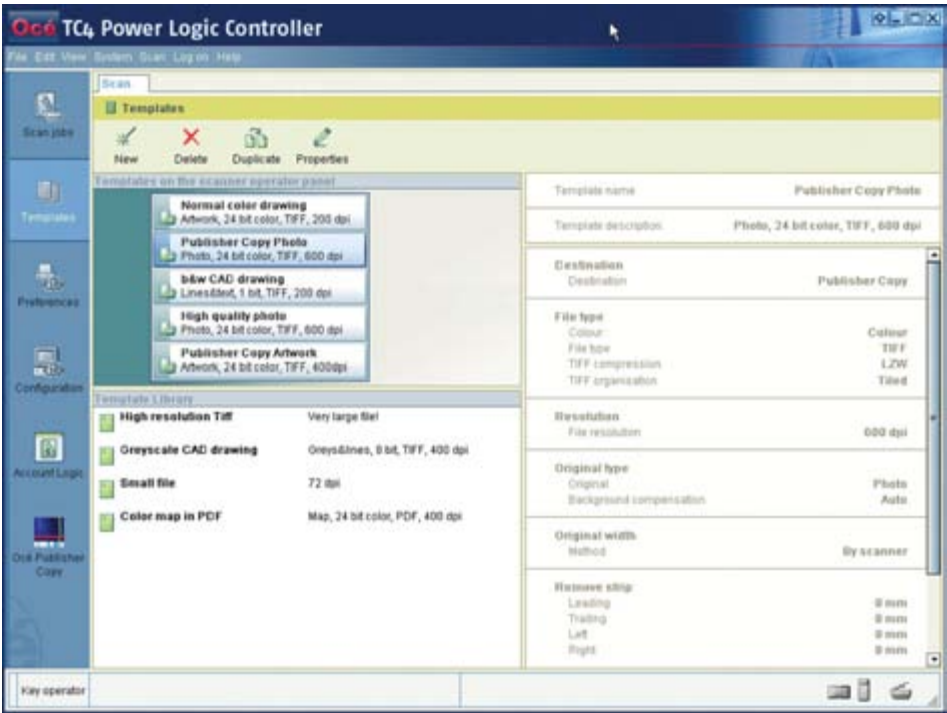 Océ TC4 Power Logic Controller
File Edit View System Scan Log on Help
Scan
Templates
New Delete Duplicate Properties
Scan jobs
Templates
Preferences
Configuration
Account Logic
Océ Publisher Copy
Templates on the scanner operator panel
Normal color drawing
Artwork, 24 bit color, TIFF, 200 dpi
Publisher Copy Photo
Photo, 24 bit color, TIFF, 600 dpi
b&w CAD drawing
Lines&text, 1 bit, TIFF, 200 dpi
High quality photo
Photo, 24 bit color, TIFF, 600 dpi
Publisher Copy Artwork
Artwork, 24 bit color, TIFF, 400dpi
Template Library
High resolution Tiff Very large file!
Greyscale CAD drawing Greys&lines, 8 bit, TIFF, 400 dpi
Small file 72 dpi
Color map in PDF Map, 24 bit color, PDF, 400 dpi
Template name Publisher Copy Photo
Template description Photo, 24 bit color, TIFF, 600 dpi
Destination
Destination Publisher Copy
File type
Colour Colour
File type TIFF
TIFF compression LZW
TIFF organisation Tiled
Resolution
File resolution 600 dpi
Original type
Original Photo
Background compensation Auto
Original width
Method By scanner
Remove strip
Leading 0 mm
Trailing 0 mm
Left 0 mm
Right 0 mm
Key operator